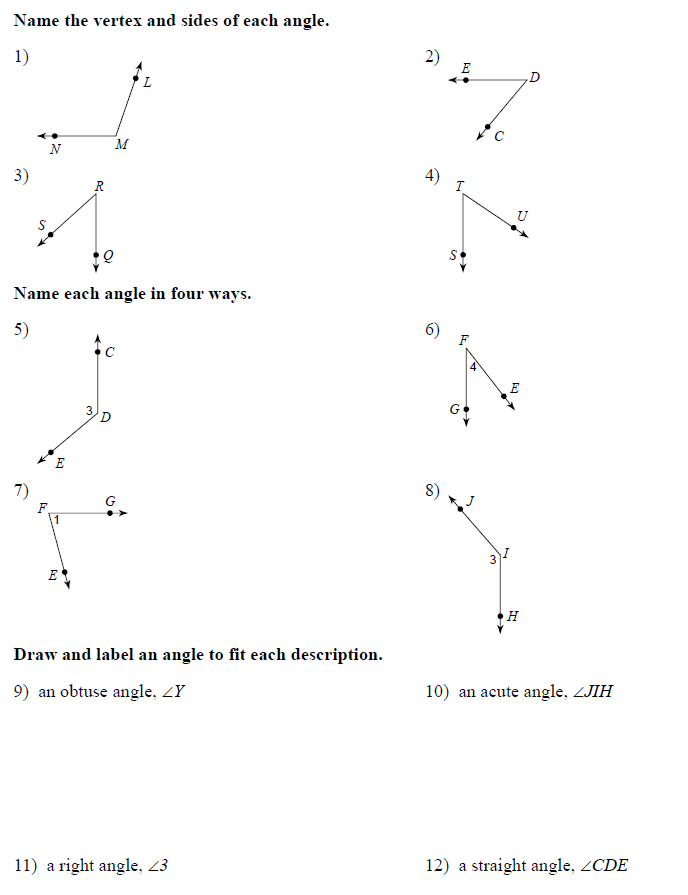 Name the vertex and sides of each angle.
1)
L
N
M
2)
E
D
C
3)
R
S
Q
4)
T
U
S
Name each angle in four ways.
5)
C
3
D
E
6)
F
4
E
G
7)
F
G
1
E
8)
J
I
3
H
Draw and label an angle to fit each description.
9) an obtuse angle, ∠Y
10) an acute angle, ∠JIH
11) a right angle, ∠3
12) a straight angle, ∠CDE